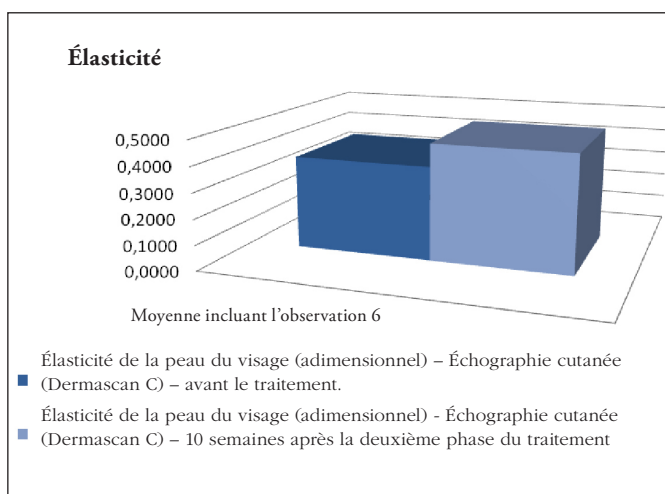 Élasticité
0,5000
0,4000
0,3000
0,2000
0,1000
0,0000
Moyenne incluant l'observation 6
Élasticité de la peau du visage (adimensionnel) – Échographie cutanée
(Dermascan C) – avant le traitement.
Élasticité de la peau du visage (adimensionnel) - Échographie cutanée
(Dermascan C) – 10 semaines après la deuxième phase du traitement